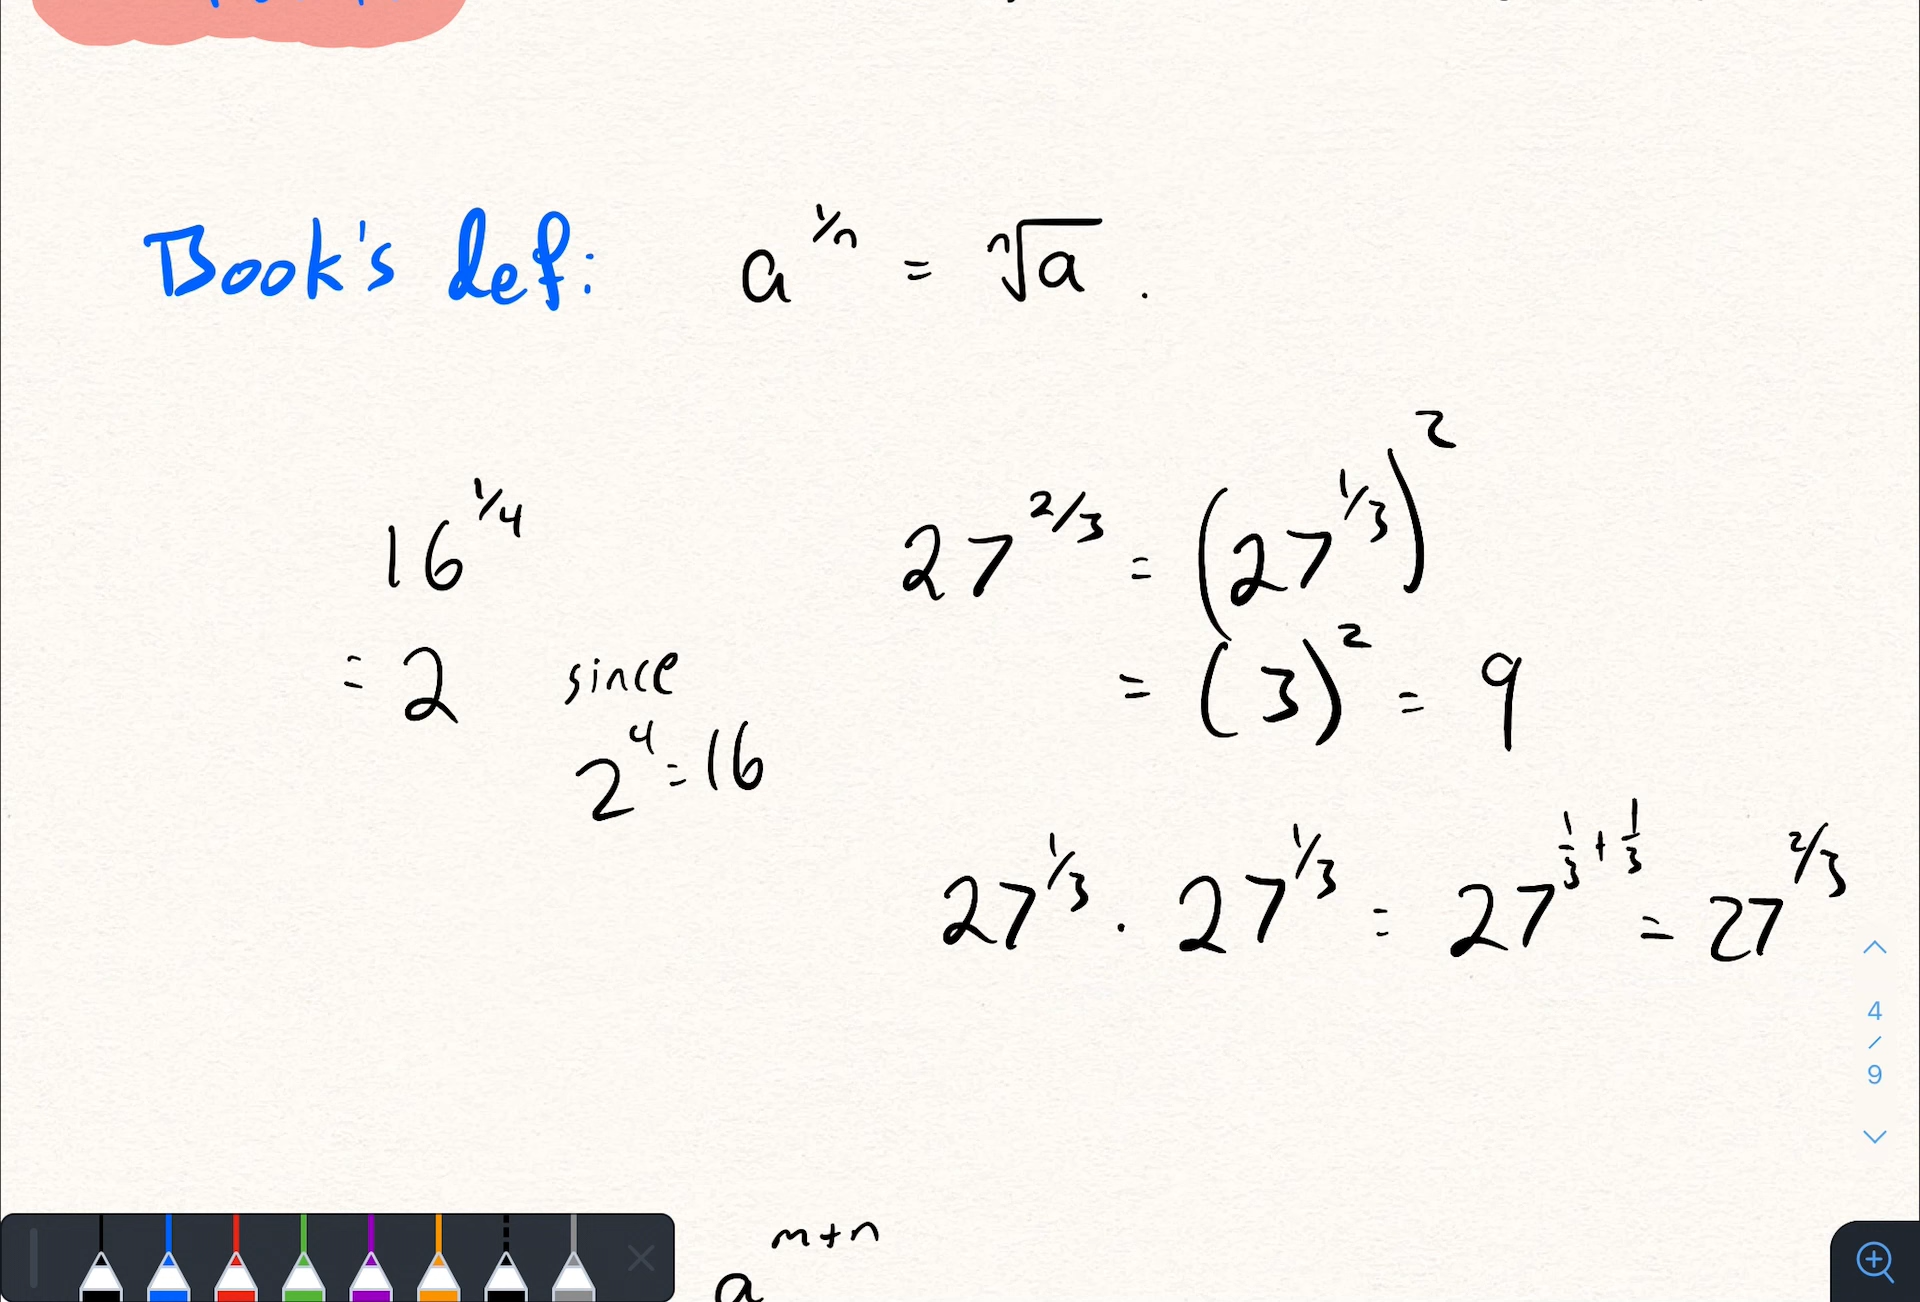 Book's def: a^{1/n} = ⁿ√a .
16^{1/4}
= 2 since
2^4 = 16
27^{2/3} = (27^{1/3})^2
= (3)^2 = 9
27^{1/3} · 27^{1/3} = 27^{1/3 + 1/3} = 27^{2/3}
4
/
9
a^{m+n}